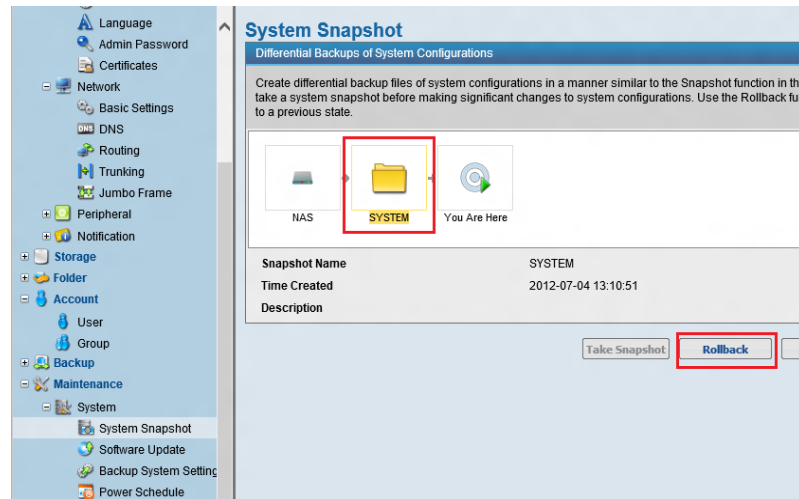 Language
Admin Password
Certificates
Network
Basic Settings
DNS
DNS
Routing
Trunking
Jumbo Frame
Peripheral
Notification
Storage
Folder
Account
User
Group
Backup
Maintenance
System
System Snapshot
Software Update
Backup System Setting
Power Schedule
System Snapshot
Differential Backups of System Configurations
Create differential backup files of system configurations in a manner similar to the Snapshot function in th
take a system snapshot before making significant changes to system configurations. Use the Rollback fu
to a previous state.
NAS
SYSTEM
You Are Here
Snapshot Name SYSTEM
Time Created 2012-07-04 13:10:51
Description
Take Snapshot Rollback